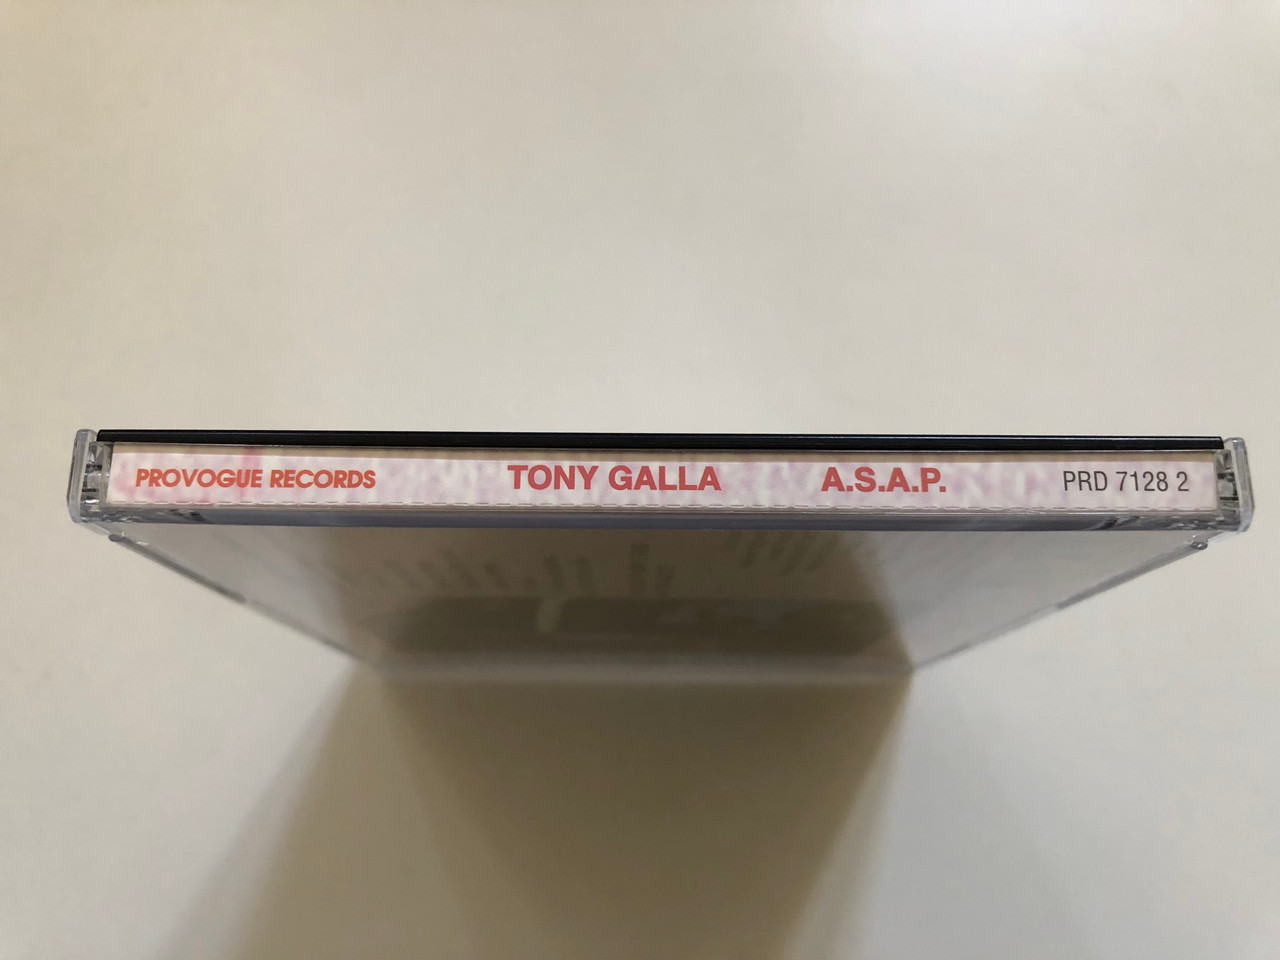 PROVOGUE RECORDS TONY GALLA A.S.A.P. PRD 7128 2